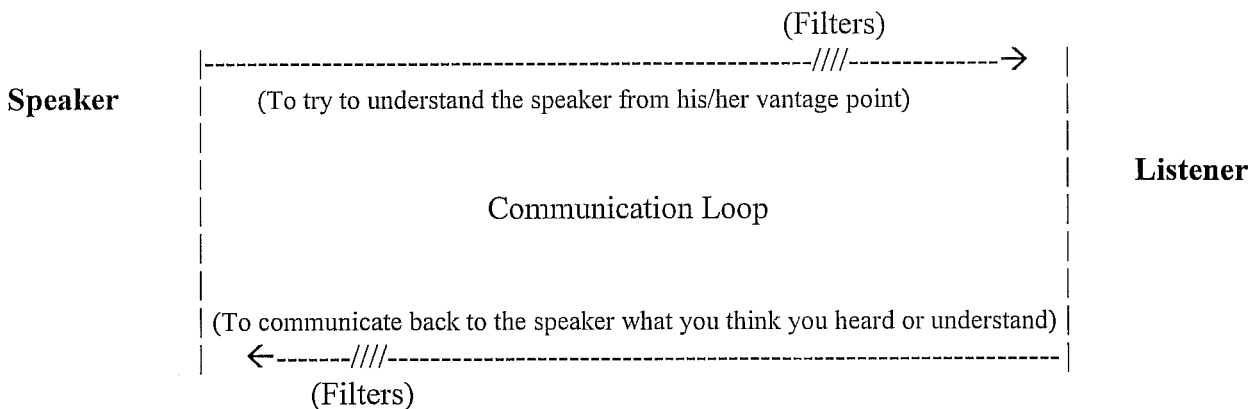 (Filters)
Speaker
(To try to understand the speaker from his/her vantage point)
Listener
Communication Loop
(To communicate back to the speaker what you think you heard or understand)
(Filters)